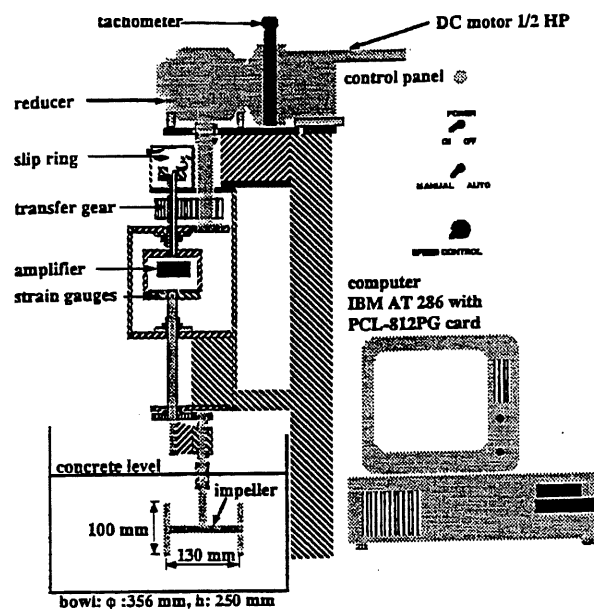 tachometer
DC motor 1/2 HP
control panel
reducer
POWER
ON OFF
slip ring
MANUAL AUTO
transfer gear
SPEED CONTROL
amplifier
strain gauges
computer
IBM AT 286 with
PCL-812PG card
concrete level
impeller
100 mm
130 mm
bowl: φ :356 mm, h: 250 mm